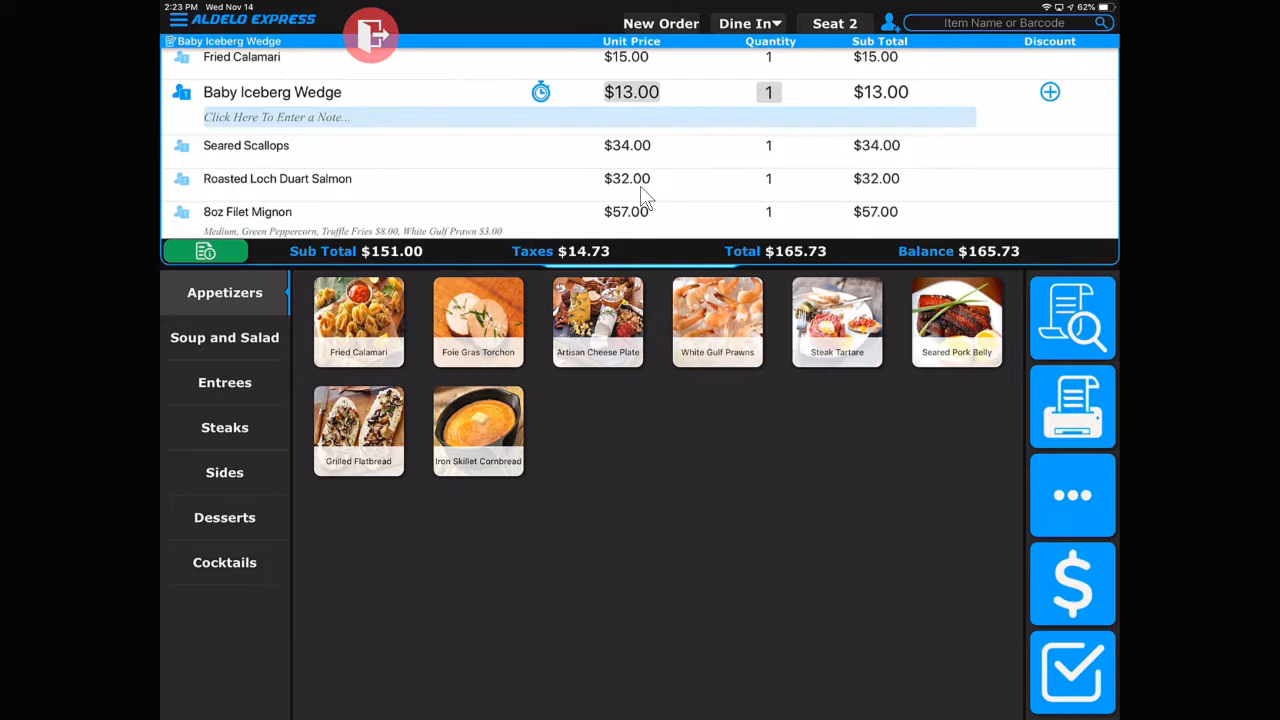 2:23 PM Wed Nov 14 62%
ALDELO EXPRESS New Order Dine In Seat 2 Item Name or Barcode
Baby Iceberg Wedge Unit Price Quantity Sub Total Discount
Fried Calamari $15.00 1 $15.00
1 Baby Iceberg Wedge $13.00 1 $13.00
Click Here To Enter a Note...
1 Seared Scallops $34.00 1 $34.00
1 Roasted Loch Duart Salmon $32.00 1 $32.00
1 8oz Filet Mignon $57.00 1 $57.00
Medium, Green Peppercorn, Truffle Fries $8.00, White Gulf Prawn $3.00
Sub Total $151.00 Taxes $14.73 Total $165.73 Balance $165.73
Appetizers
Soup and Salad
Entrees
Steaks
Sides
Desserts
Cocktails
Fried Calamari Foie Gras Torchon Artisan Cheese Plate White Gulf Prawns Steak Tartare Seared Pork Belly
Grilled Flatbread Iron Skillet Cornbread
$